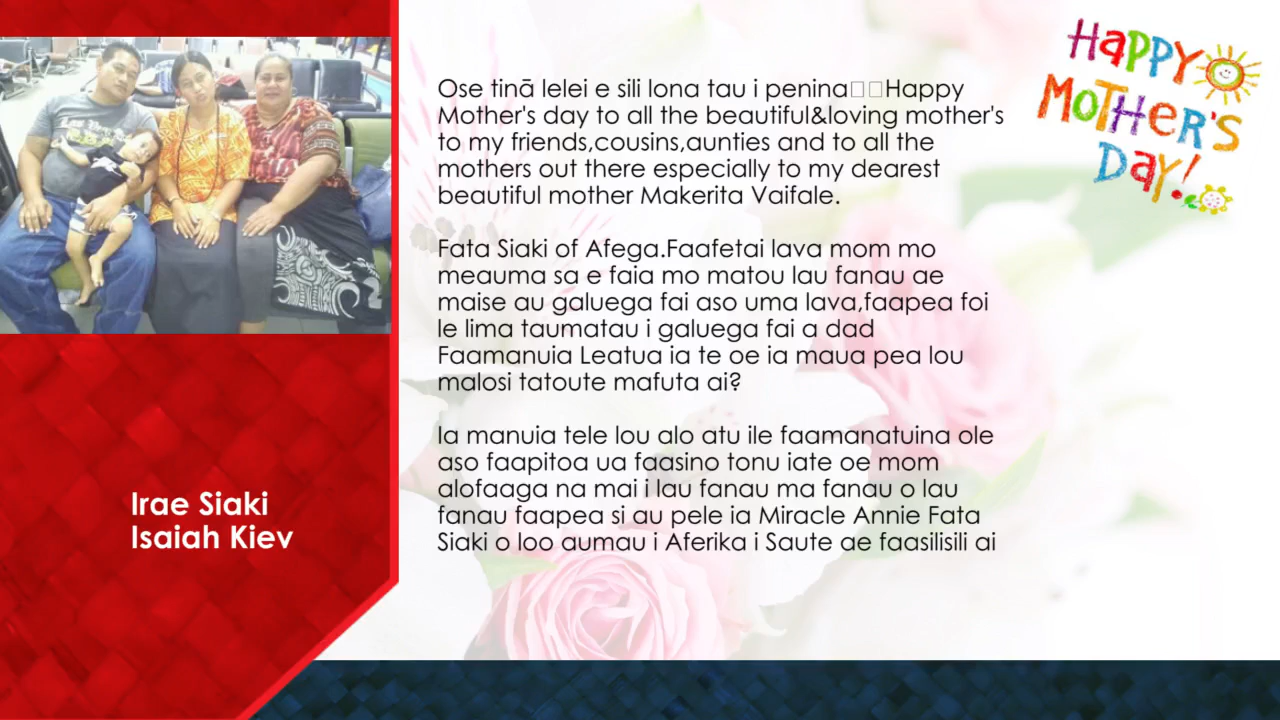 Happy
Mother's
Day!
Ose tinā lelei e sili lona tau i penina□□Happy
Mother's day to all the beautiful&loving mother's
to my friends,cousins,aunties and to all the
mothers out there especially to my dearest
beautiful mother Makerita Vaifale.
Fata Siaki of Afega.Faafetai lava mom mo
meauma sa e faia mo matou lau fanau ae
maise au galuega fai aso uma lava,faapea foi
le lima taumatau i galuega fai a dad
Faamanuia Leatua ia te oe ia maua pea lou
malosi tatoute mafuta ai?
Ia manuia tele lou alo atu ile faamanatuina ole
aso faapitoa ua faasino tonu iate oe mom
alofaaga na mai i lau fanau ma fanau o lau
fanau faapea si au pele ia Miracle Annie Fata
Siaki o loo aumau i Aferika i Saute ae faasilisili ai
Irae Siaki
Isaiah Kiev